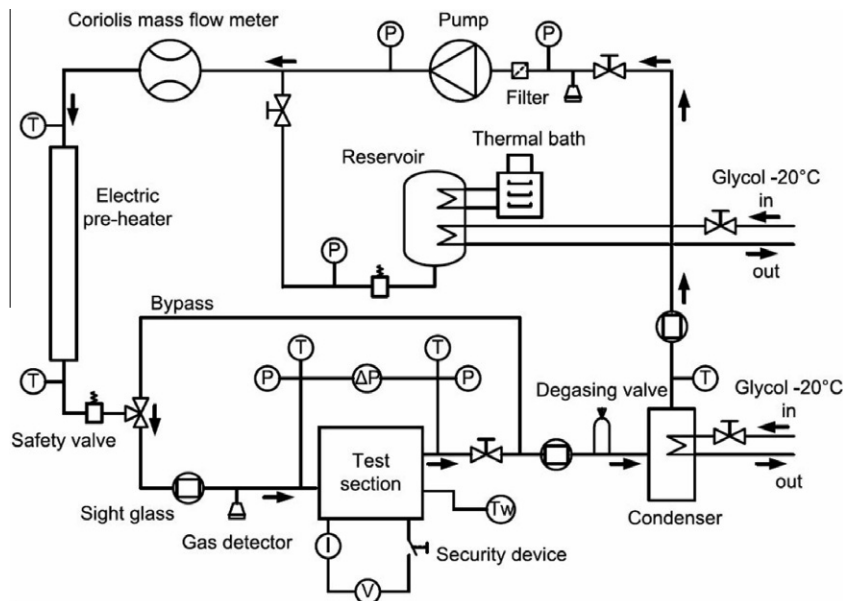 Coriolis mass flow meter
Pump
P
P
Filter
T
Electric
pre-heater
Reservoir
Thermal bath
Glycol -20°C
in
out
P
Bypass
T
T
T
P
ΔP
P
Degasing valve
T
Glycol -20°C
in
out
Safety valve
Test
section
Sight glass
Gas detector
Tw
Condenser
I
Security device
V